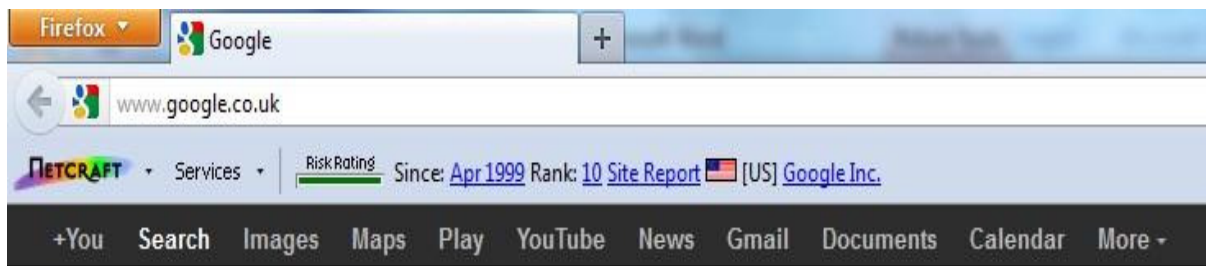 Firefox
Google
+
www.google.co.uk
NETCRAFT Services Risk Rating Since: Apr 1999 Rank: 10 Site Report [US] Google Inc.
+You Search Images Maps Play YouTube News Gmail Documents Calendar More